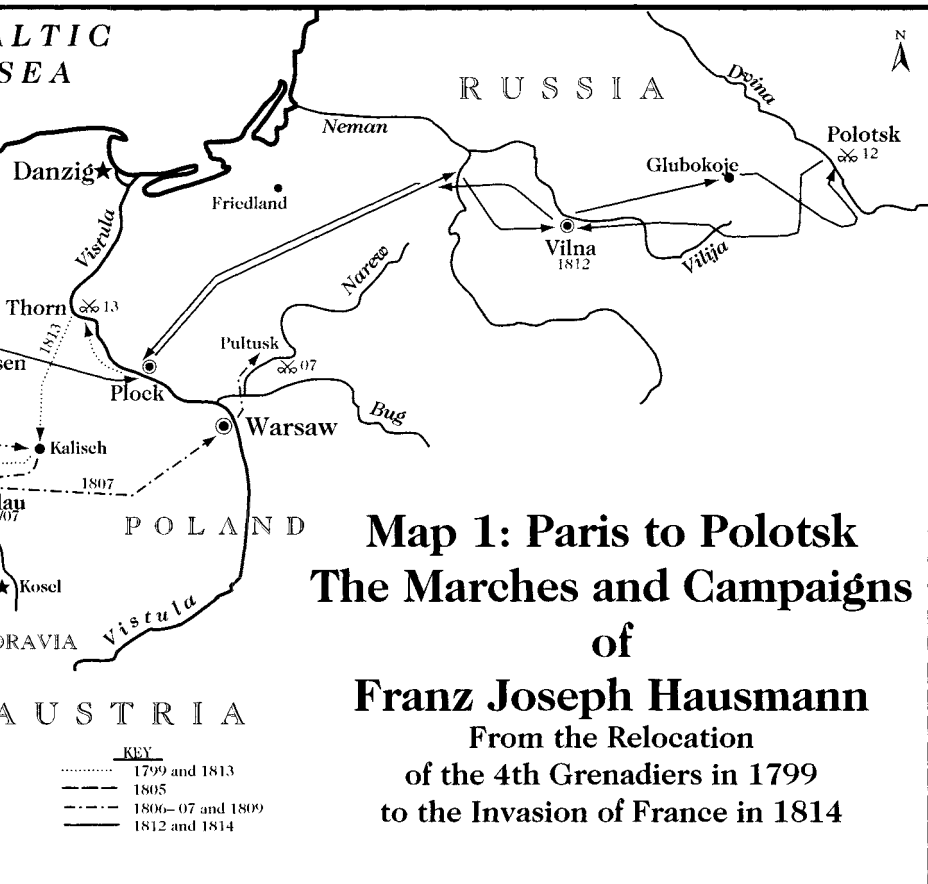 ALTIC
SEA
N
RUSSIA
Dvina
Neman
Polotsk
12
Danzig
Glubokoje
Friedland
Vistula
Vilna
1812
Vilija
Narew
Thorn 13
1813
Pultusk
07
sen
Plock
Bug
Warsaw
Kalisch
1807
lau
/07
POLAND
Kosel
Vistula
ORAVIA
AUSTRIA
Map 1: Paris to Polotsk
The Marches and Campaigns
of
Franz Joseph Hausmann
From the Relocation
of the 4th Grenadiers in 1799
to the Invasion of France in 1814
KEY
1799 and 1813
1805
1806–07 and 1809
1812 and 1814